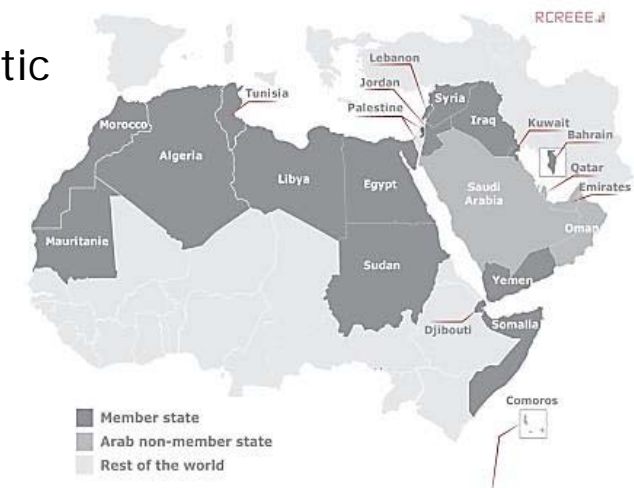 RCREEE
tic
Lebanon
Jordan
Palestine
Tunisia
Syria
Iraq
Kuwait
Bahrain
Qatar
Emirates
Morocco
Algeria
Libya
Egypt
Saudi
Arabia
Oman
Mauritanie
Sudan
Yemen
Djibouti
Somalia
Comoros
Member state
Arab non-member state
Rest of the world